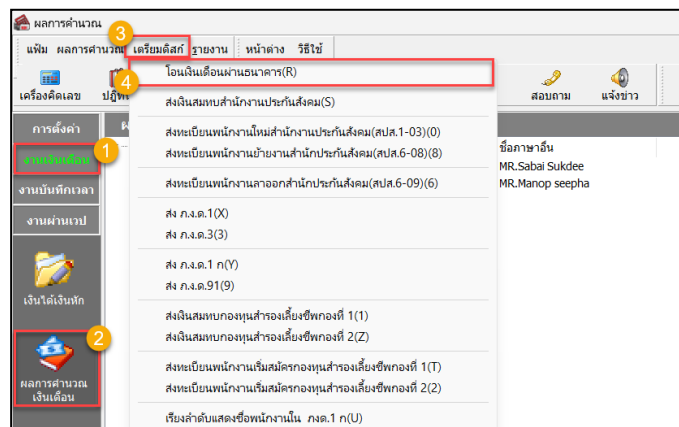 ผลการคำนวณ
3
แฟ้ม ผลการคำนวณ เตรียมดิสก์ รายงาน หน้าต่าง วิธีใช้
4
เครื่องคิดเลข
โอนเงินเดือนผ่านธนาคาร(R)
สอบถาม แจ้งข่าว
ส่งเงินสมทบสำนักงานประกันสังคม(S)
การตั้งค่า
ส่งทะเบียนพนักงานใหม่สำนักงานประกันสังคม(สปส.1-03)(0)
ชื่อภาษาอื่น
1
งานเงินเดือน
ส่งทะเบียนพนักงานย้ายงานสำนักประกันสังคม(สปส.6-08)(8)
MR.Sabai Sukdee
งานบันทึกเวลา
ส่งทะเบียนพนักงานลาออกสำนักประกันสังคม(สปส.6-09)(6)
MR.Manop seepha
งานผ่านเวป
ส่ง ภ.ง.ด.1(X)
ส่ง ภ.ง.ด.3(3)
ส่ง ภ.ง.ด.1 ก(Y)
ส่ง ภ.ง.ด.91(9)
เงินได้เงินหัก
ส่งเงินสมทบกองทุนสำรองเลี้ยงชีพกองที่ 1(1)
2
ส่งเงินสมทบกองทุนสำรองเลี้ยงชีพกองที่ 2(Z)
ส่งทะเบียนพนักงานเริ่มสมัครกองทุนสำรองเลี้ยงชีพกองที่ 1(T)
ผลการคำนวณ
เงินเดือน
ส่งทะเบียนพนักงานเริ่มสมัครกองทุนสำรองเลี้ยงชีพกองที่ 2(2)
เรียงลำดับแสดงชื่อพนักงานใน ภงด.1 ก(U)